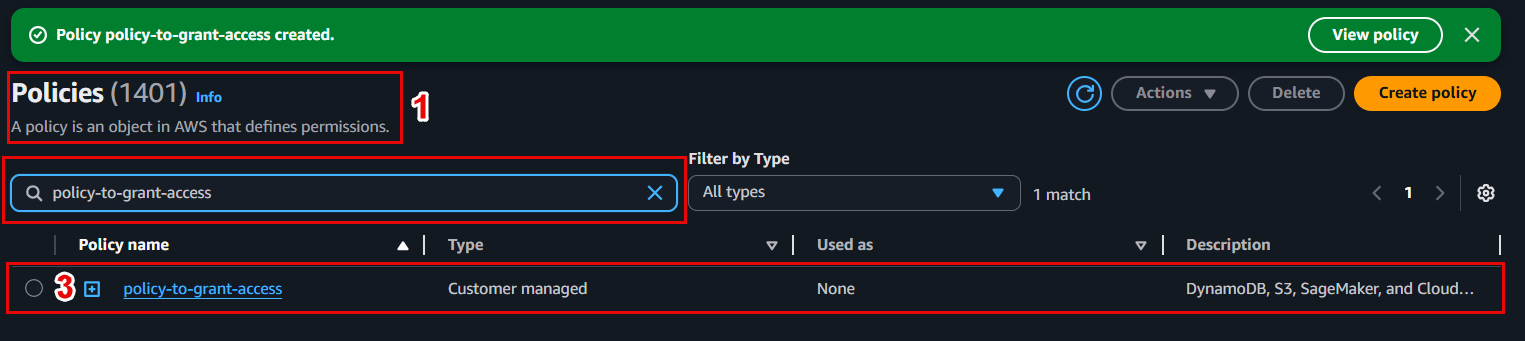 Policy policy-to-grant-access created. View policy
Policies (1401) Info
1
Actions Delete Create policy
A policy is an object in AWS that defines permissions.
Filter by Type
policy-to-grant-access
All types
1 match
1
Policy name Type Used as Description
3 policy-to-grant-access Customer managed None DynamoDB, S3, SageMaker, and Cloud...